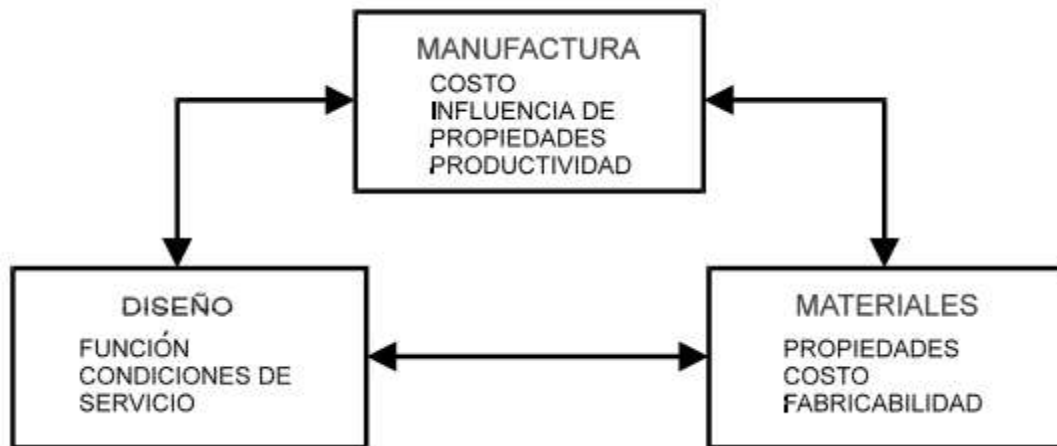 MANUFACTURA
COSTO
INFLUENCIA DE
PROPIEDADES
PRODUCTIVIDAD
DISEÑO
FUNCIÓN
CONDICIONES DE
SERVICIO
MATERIALES
PROPIEDADES
COSTO
FABRICABILIDAD